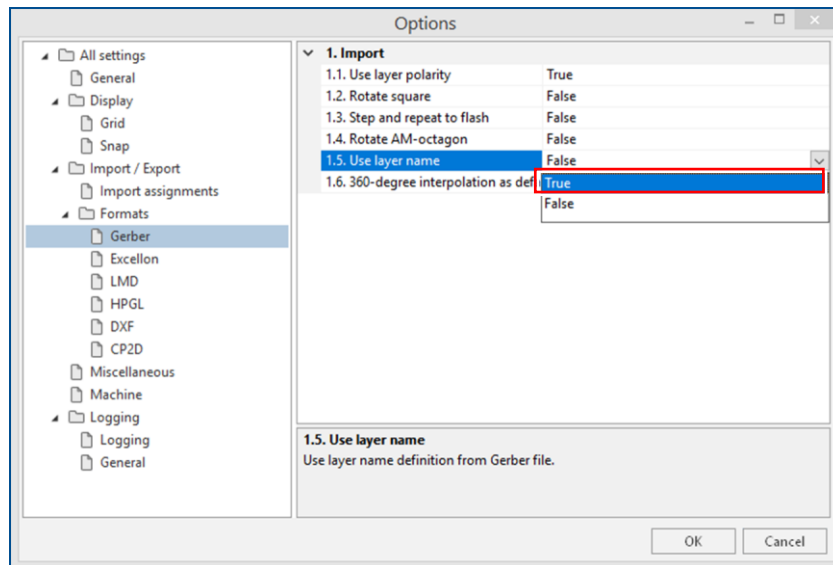 Options
All settings
General
Display
Grid
Snap
Import / Export
Import assignments
Formats
Gerber
Excellon
LMD
HPGL
DXF
CP2D
Miscellaneous
Machine
Logging
Logging
General
1. Import
1.1. Use layer polarity True
1.2. Rotate square False
1.3. Step and repeat to flash False
1.4. Rotate AM-octagon False
1.5. Use layer name False
1.6. 360-degree interpolation as def
True
False
1.5. Use layer name
Use layer name definition from Gerber file.
OK Cancel